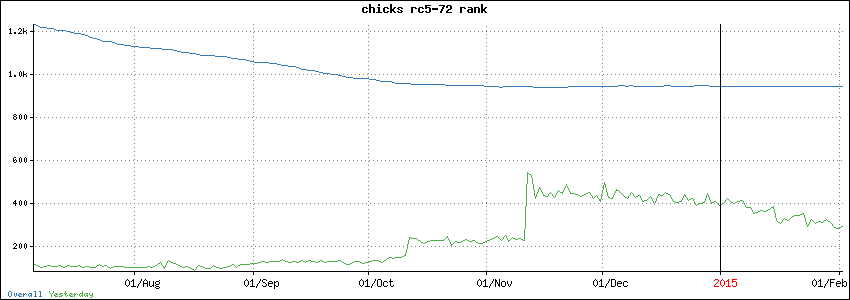 chicks rc5-72 rank
1.2k
1.0k
800
600
400
200
01/Aug 01/Sep 01/Oct 01/Nov 01/Dec 2015 01/Feb
Overall Yesterday